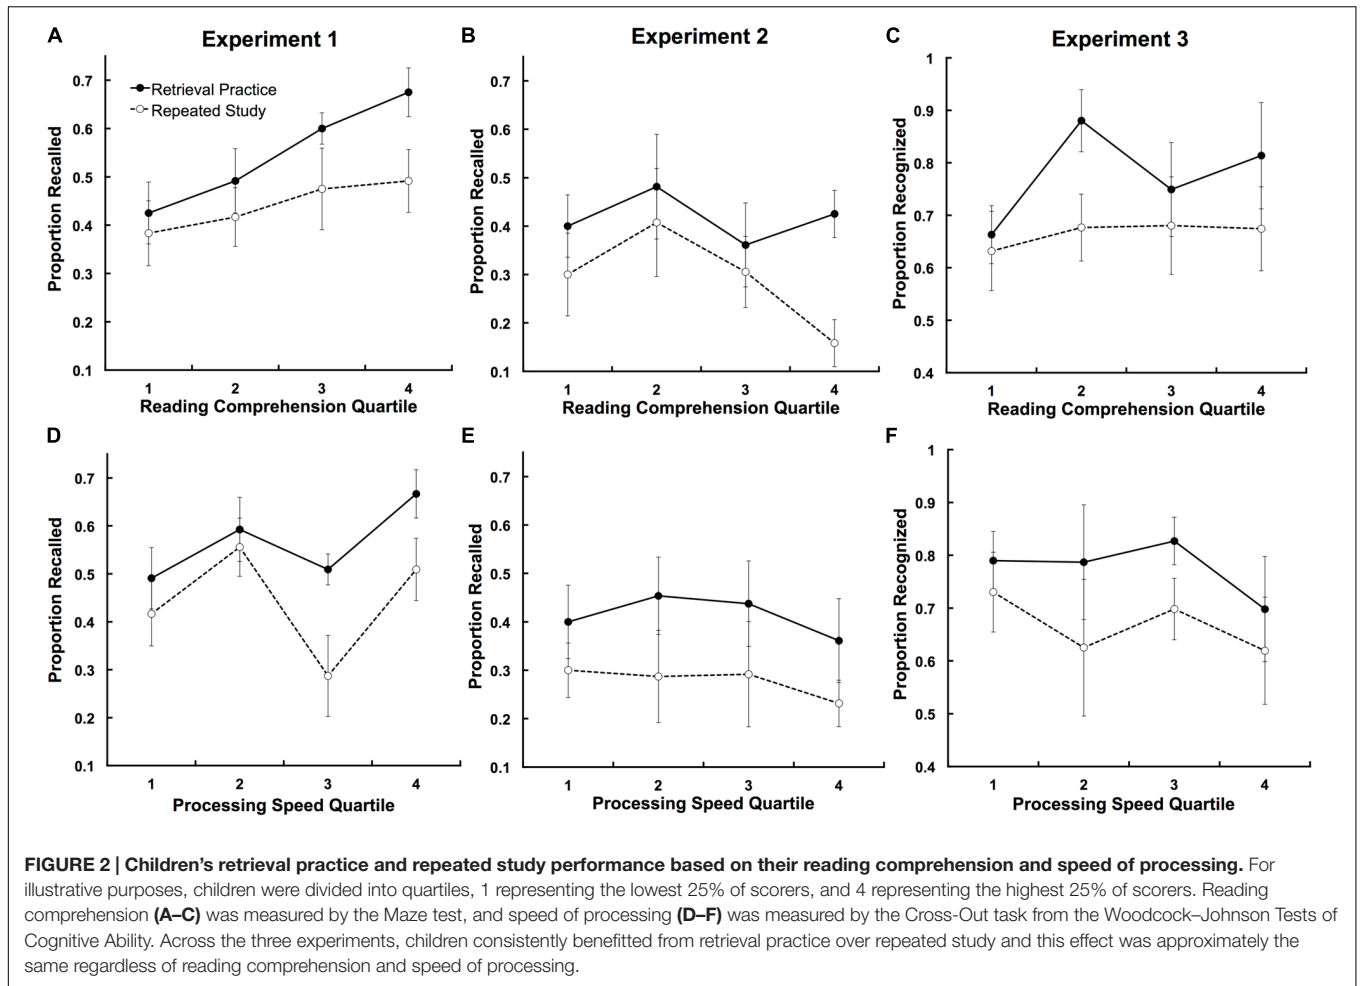 A
Experiment 1
Proportion Recalled
0.7
0.6
0.5
0.4
0.3
0.2
0.1
Retrieval Practice
Repeated Study
1 2 3 4
Reading Comprehension Quartile
B
Experiment 2
Proportion Recalled
0.7
0.6
0.5
0.4
0.3
0.2
0.1
1 2 3 4
Reading Comprehension Quartile
C
Experiment 3
Proportion Recognized
1
0.9
0.8
0.7
0.6
0.5
0.4
1 2 3 4
Reading Comprehension Quartile
D
Proportion Recalled
0.7
0.6
0.5
0.4
0.3
0.2
0.1
1 2 3 4
Processing Speed Quartile
E
Proportion Recalled
0.7
0.6
0.5
0.4
0.3
0.2
0.1
1 2 3 4
Processing Speed Quartile
F
Proportion Recognized
1
0.9
0.8
0.7
0.6
0.5
0.4
1 2 3 4
Processing Speed Quartile
FIGURE 2 | Children's retrieval practice and repeated study performance based on their reading comprehension and speed of processing. For
illustrative purposes, children were divided into quartiles, 1 representing the lowest 25% of scorers, and 4 representing the highest 25% of scorers. Reading
comprehension (A–C) was measured by the Maze test, and speed of processing (D–F) was measured by the Cross-Out task from the Woodcock–Johnson Tests of
Cognitive Ability. Across the three experiments, children consistently benefitted from retrieval practice over repeated study and this effect was approximately the
same regardless of reading comprehension and speed of processing.